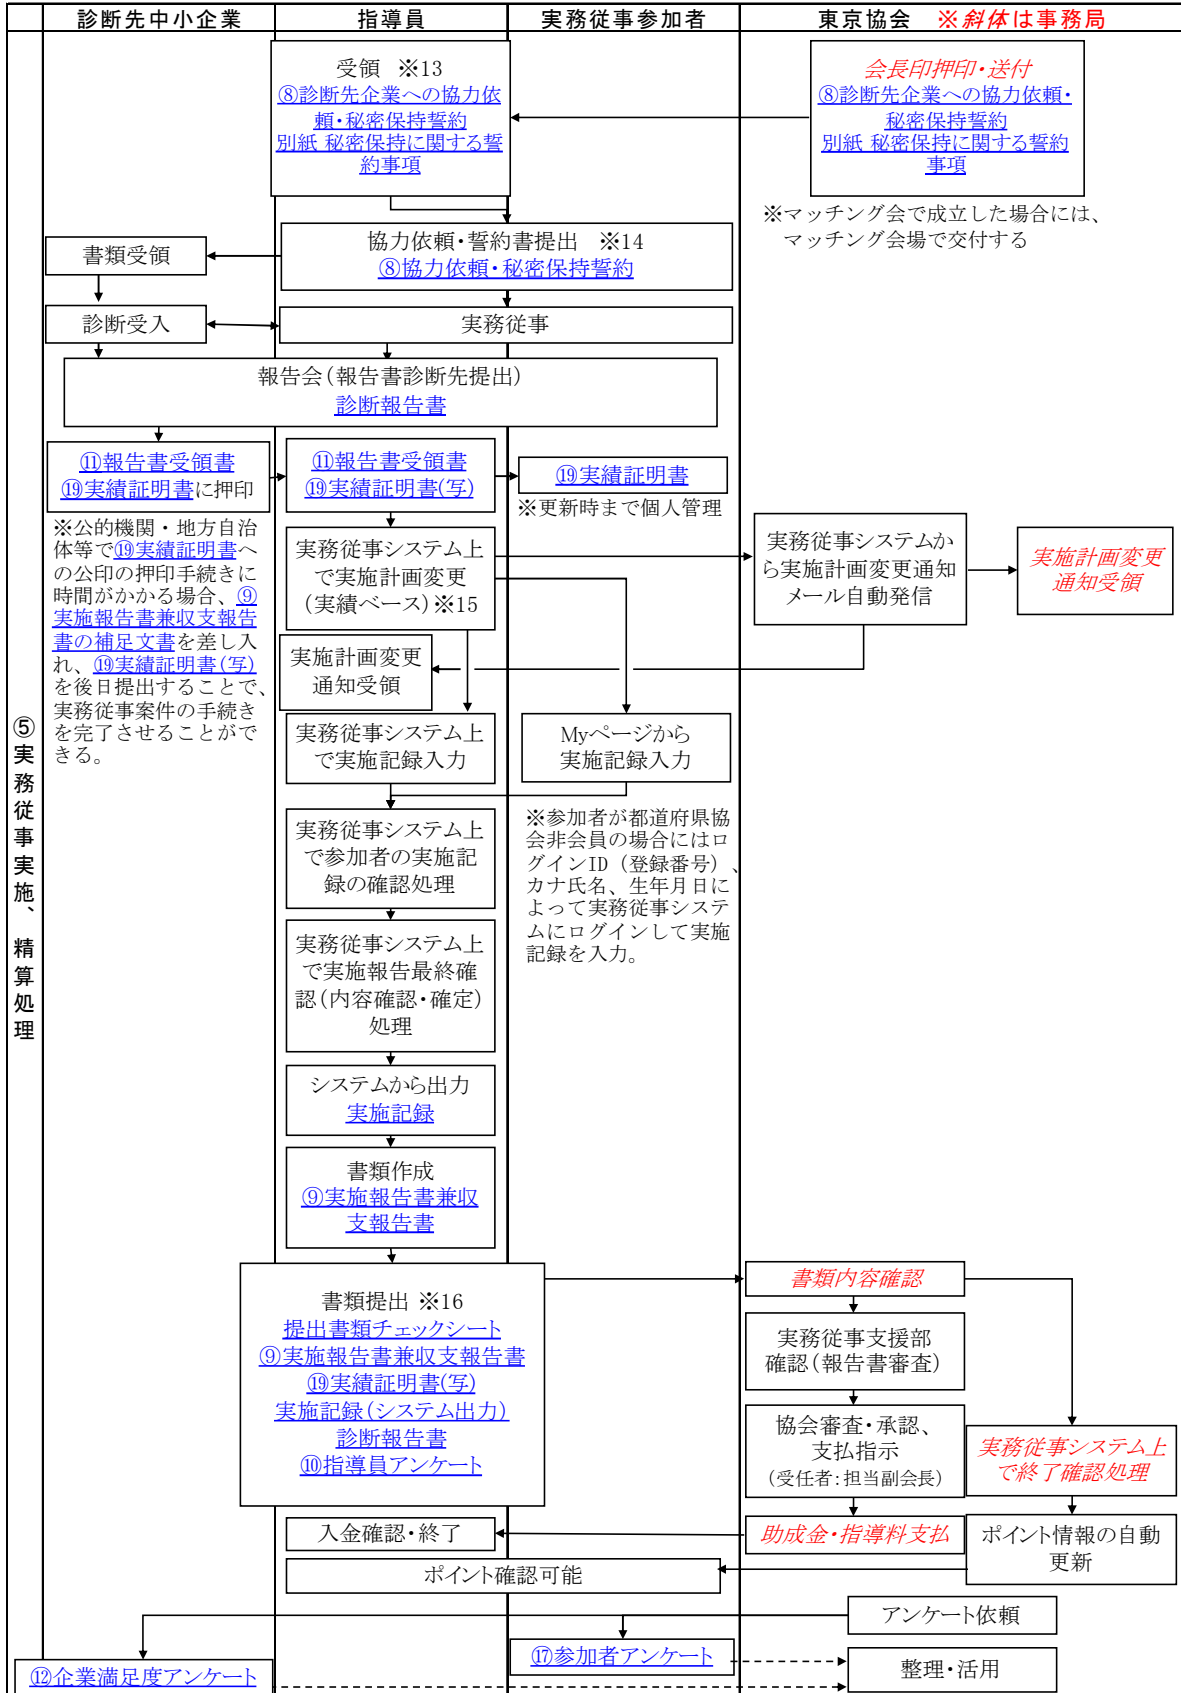 診断先中小企業
指導員
実務従事参加者
東京協会　※斜体は事務局
受領　※13
⑧診断先企業への協力依
頼・秘密保持誓約
別紙 秘密保持に関する誓
約事項
会長印押印・送付
⑧診断先企業への協力依頼・
秘密保持誓約
別紙 秘密保持に関する誓約
事項
※マッチング会で成立した場合には、
マッチング会場で交付する
書類受領
協力依頼・誓約書提出　※14
⑧協力依頼・秘密保持誓約
診断受入
実務従事
報告会(報告書診断先提出)
診断報告書
⑪報告書受領書
⑲実績証明書に押印
⑪報告書受領書
⑲実績証明書(写)
⑲実績証明書
※更新時まで個人管理
※公的機関・地方自治
体等で⑲実績証明書へ
の公印の押印手続きに
時間がかかる場合、⑨
実施報告書兼収支報告
書の補足文書を差し入
れ、⑲実績証明書(写)
を後日提出することで、
実務従事案件の手続き
を完了させることがで
きる。
実務従事システム上
で実施計画変更
(実績ベース)※15
実務従事システムか
ら実施計画変更通知
メール自動発信
実施計画変更
通知受領
実施計画変更
通知受領
⑤実務従事実施、精算処理
実務従事システム上
で実施記録入力
Myページから
実施記録入力
実務従事システム上
で参加者の実施記
録の確認処理
※参加者が都道府県協
会非会員の場合にはロ
グインID（登録番号）、
カナ氏名、生年月日に
よって実務従事システ
ムにログインして実施
記録を入力。
実務従事システム上
で実施報告最終確
認(内容確認・確定)
処理
システムから出力
実施記録
書類作成
⑨実施報告書兼収
支報告書
書類提出 ※16
提出書類チェックシート
⑨実施報告書兼収支報告書
⑲実績証明書(写)
実施記録(システム出力)
診断報告書
⑩指導員アンケート
書類内容確認
実務従事支援部
確認(報告書審査)
協会審査・承認、
支払指示
(受任者:担当副会長)
実務従事システム上
で終了確認処理
入金確認・終了
助成金・指導料支払
ポイント情報の自動
更新
ポイント確認可能
アンケート依頼
⑰参加者アンケート
整理・活用
⑫企業満足度アンケート